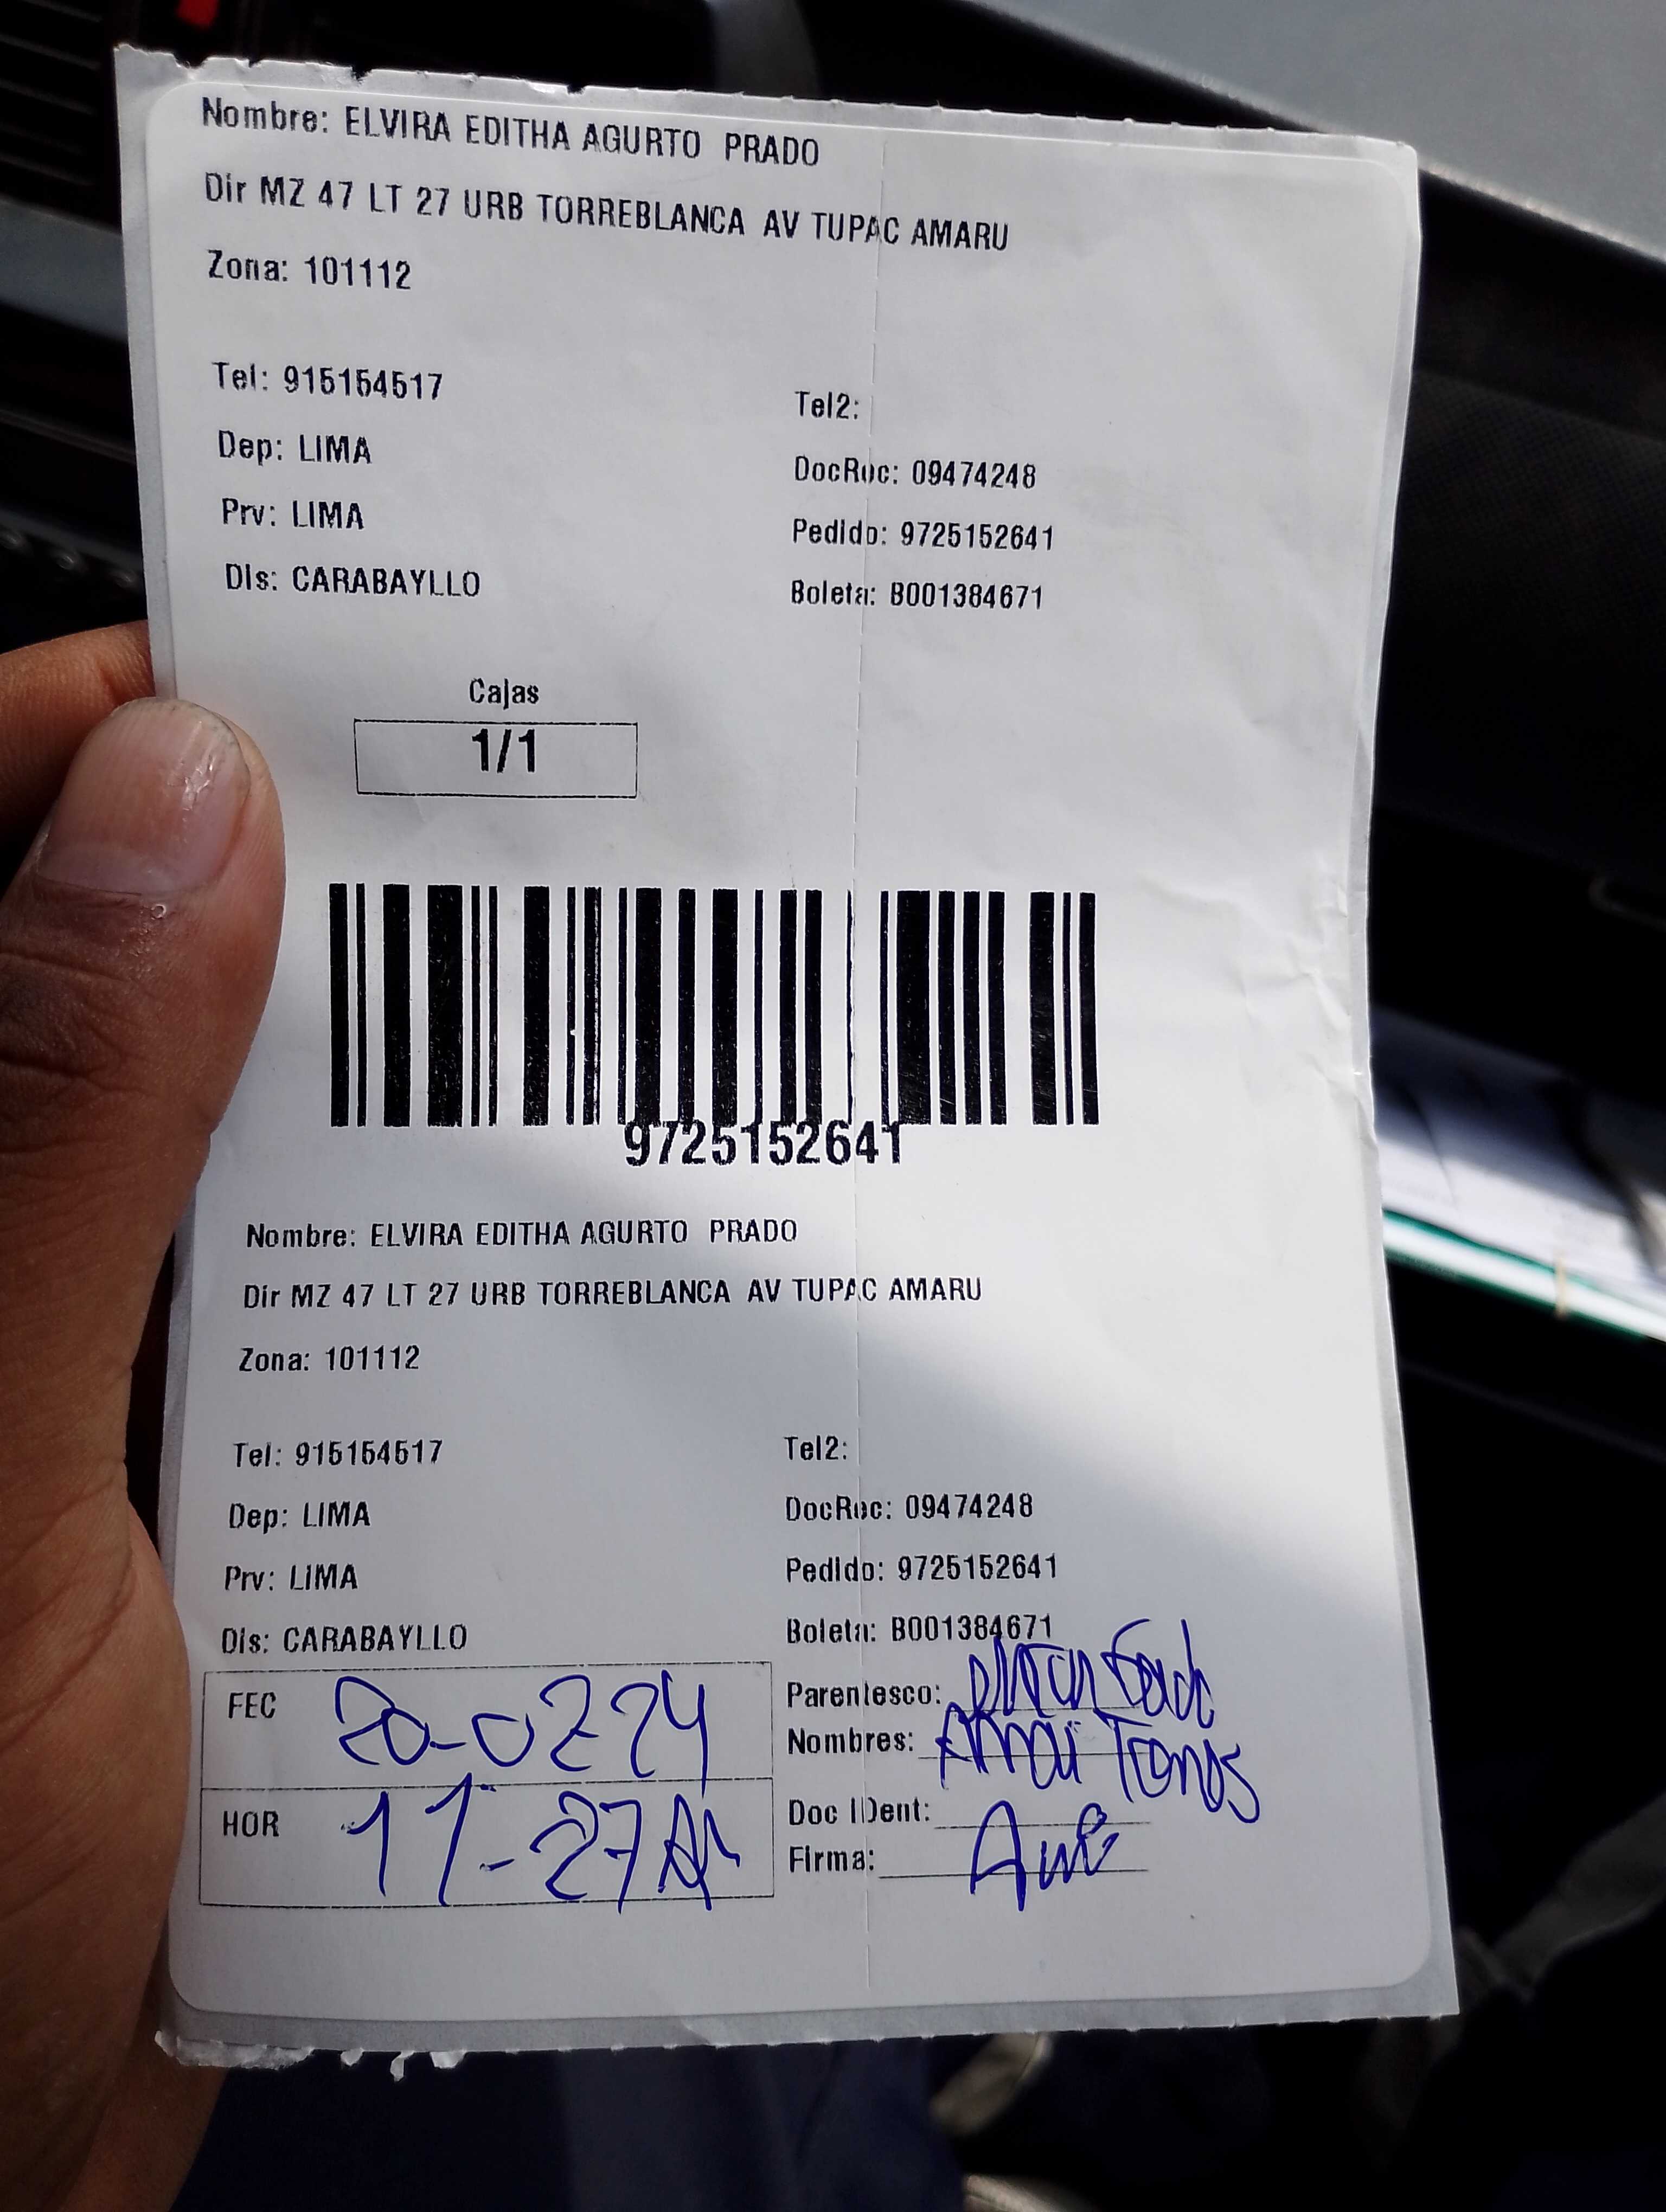 Nombre: ELVIRA EDITHA AGURTO PRADO
Dir MZ 47 LT 27 URB TORREBLANCA AV TUPAC AMARU
Zona: 101112
Tel: 915154517
Tel2:
Dep: LIMA
DocRec: 09474248
Prv: LIMA
Pedido: 9725152641
Dis: CARABAYLLO
Boleta: B001384671
Cajas
1/1
9725152641
Nombre: ELVIRA EDITHA AGURTO PRADO
Dir MZ 47 LT 27 URB TORREBLANCA AV TUPAC AMARU
Zona: 101112
Tel: 915154517
Tel2:
Dep: LIMA
DocRec: 09474248
Prv: LIMA
Pedido: 9725152641
Dis: CARABAYLLO
Boleta: B001384671
FEC 20-0224
Parentesco:
Nombres:
HOR 11-27
Doc IDent:
Firma: